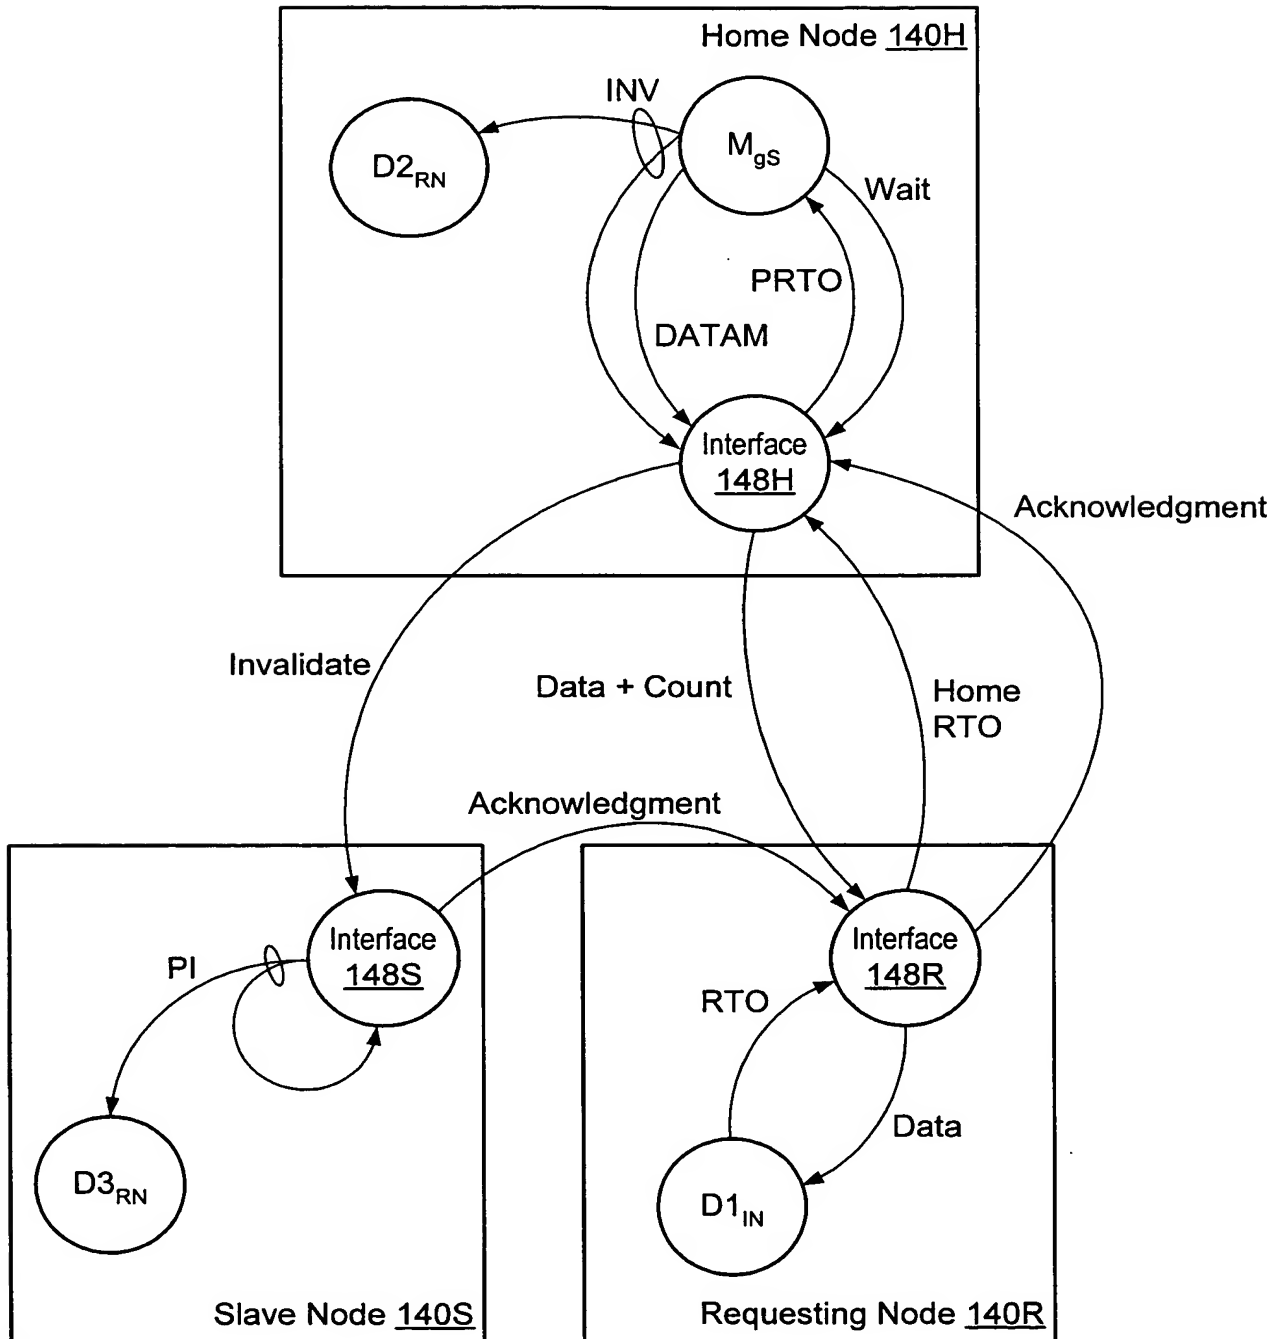 Home Node 140H
INV
MgS
D2RN
Wait
PRTO
DATAM
Interface
148H
Acknowledgment
Invalidate
Data + Count
Home
RTO
Acknowledgment
Interface
148S
Interface
148R
PI
RTO
Data
D3RN
D1IN
Slave Node 140S
Requesting Node 140R